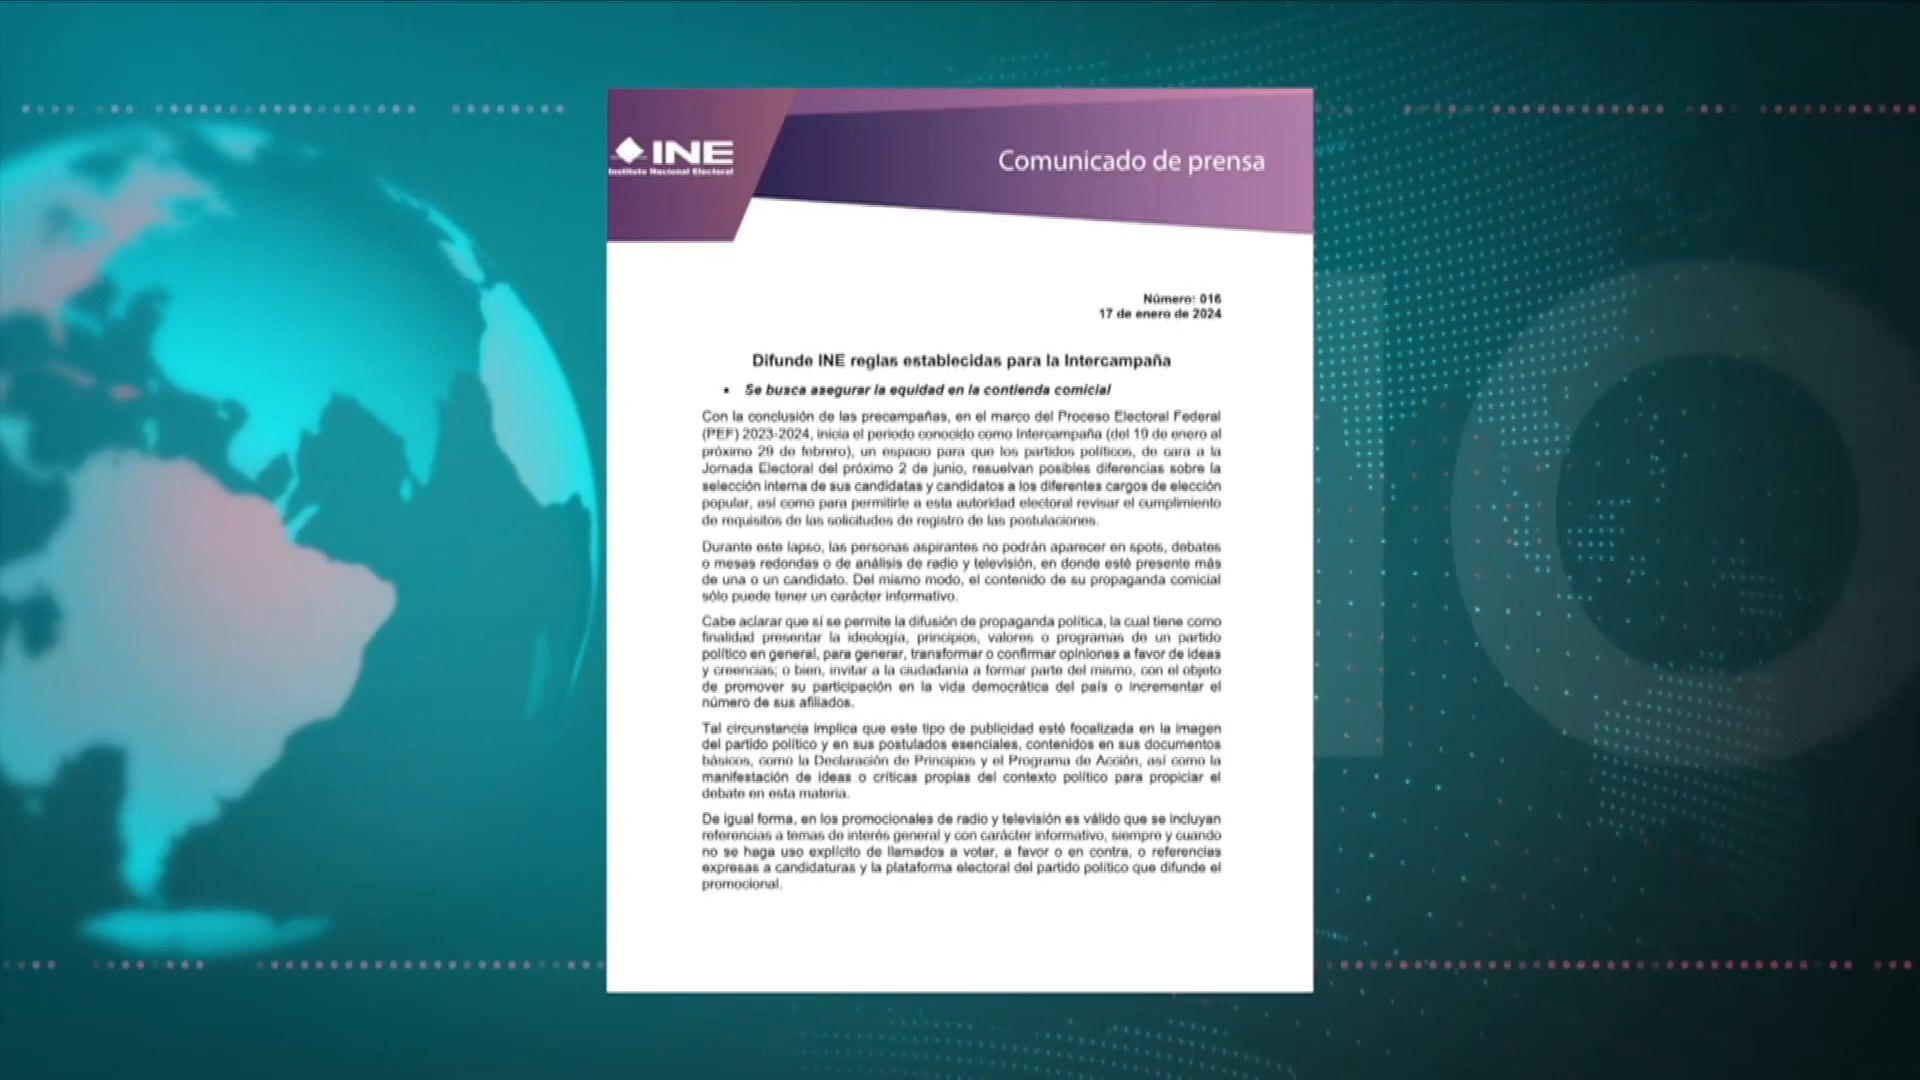 INE
Instituto Nacional Electoral
Comunicado de prensa
Número: 016
17 de enero de 2024
Difunde INE reglas establecidas para la Intercampaña
• Se busca asegurar la equidad en la contienda comicial
Con la conclusión de las precampañas, en el marco del Proceso Electoral Federal
(PEF) 2023-2024, inicia el periodo conocido como Intercampaña (del 19 de enero al
próximo 29 de febrero), un espacio para que los partidos políticos, de cara a la
Jornada Electoral del próximo 2 de junio, resuelvan posibles diferencias sobre la
selección interna de sus candidatas y candidatos a los diferentes cargos de elección
popular, así como para permitirle a esta autoridad electoral revisar el cumplimiento
de requisitos de las solicitudes de registro de las postulaciones.
Durante este lapso, las personas aspirantes no podrán aparecer en spots, debates
o mesas redondas o de análisis de radio y televisión, en donde esté presente más
de una o un candidato. Del mismo modo, el contenido de su propaganda comicial
sólo puede tener un carácter informativo.
Cabe aclarar que sí se permite la difusión de propaganda política, la cual tiene como
finalidad presentar la ideología, principios, valores o programas de un partido
político en general, para generar, transformar o confirmar opiniones a favor de ideas
y creencias; o bien, invitar a la ciudadanía a formar parte del mismo, con el objeto
de promover su participación en la vida democrática del país o incrementar el
número de sus afiliados.
Tal circunstancia implica que este tipo de publicidad esté focalizada en la imagen
del partido político y en sus postulados esenciales, contenidos en sus documentos
básicos, como la Declaración de Principios y el Programa de Acción, así como la
manifestación de ideas o críticas propias del contexto político para propiciar el
debate en esta materia.
De igual forma, en los promocionales de radio y televisión es válido que se incluyan
referencias a temas de interés general y con carácter informativo, siempre y cuando
no se haga uso explícito de llamados a votar, a favor o en contra, o referencias
expresas a candidaturas y la plataforma electoral del partido político que difunde el
promocional.